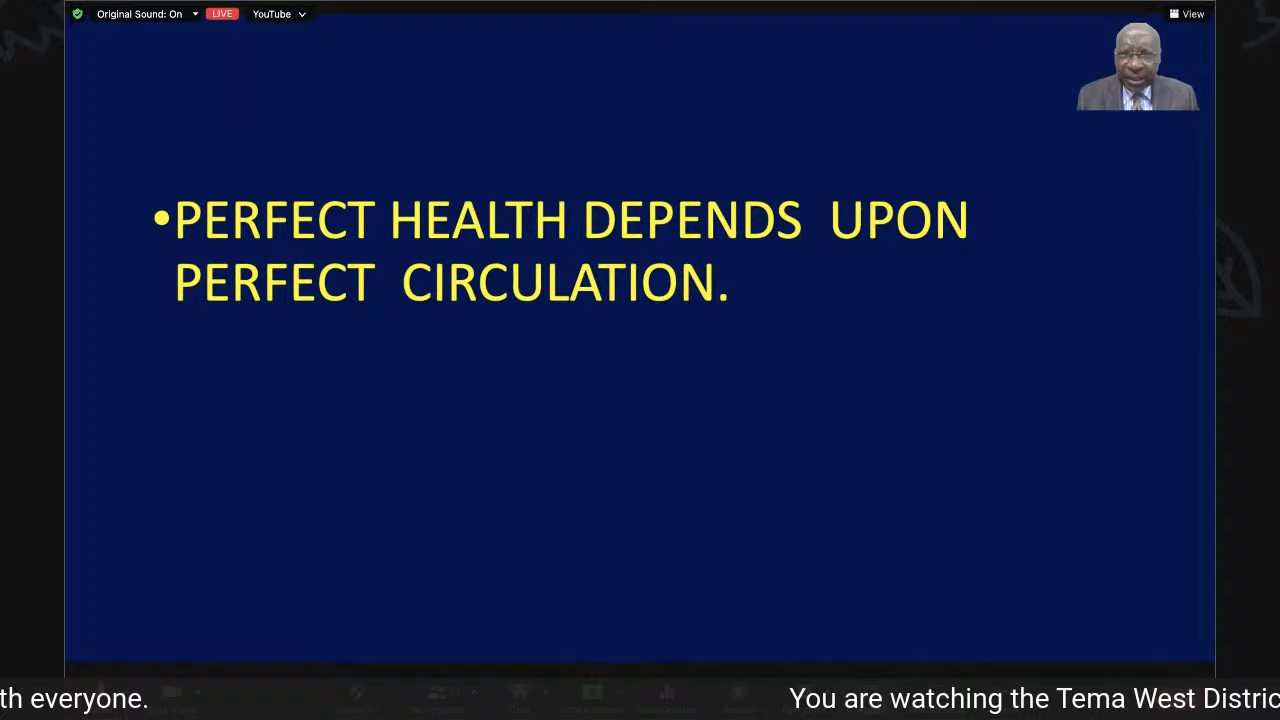 Original Sound: On LIVE YouTube View
•PERFECT HEALTH DEPENDS UPON
PERFECT CIRCULATION.
th everyone. You are watching the Tema West Distric